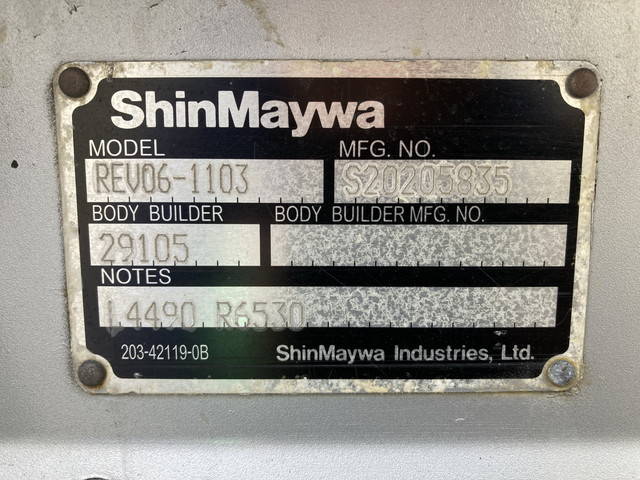 ShinMaywa
MODEL MFG. NO.
REV06-1103 S20205835
BODY BUILDER BODY BUILDER MFG. NO.
29105
NOTES
L4490 R6530
203-42119-0B ShinMaywa Industries, Ltd.